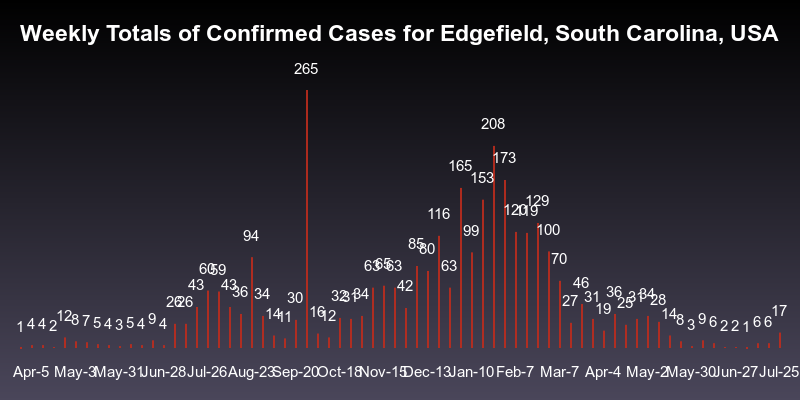 Weekly Totals of Confirmed Cases for Edgefield, South Carolina, USA
1 4 4 2 12 8 7 5 4 3 5 4 9 4 26 26 43 60 59 43 36 94 34 14 11 30 265 16 12 32 31 34 63 65 63 42 85 80 116 63 165 99 153 208 173 120 119 129 100 70 27 46 31 19 36 25 31 34 28 14 8 3 9 6 2 2 1 6 6 17
Apr-5 May-3 May-31 Jun-28 Jul-26 Aug-23 Sep-20 Oct-18 Nov-15 Dec-13 Jan-10 Feb-7 Mar-7 Apr-4 May-2 May-30 Jun-27 Jul-25